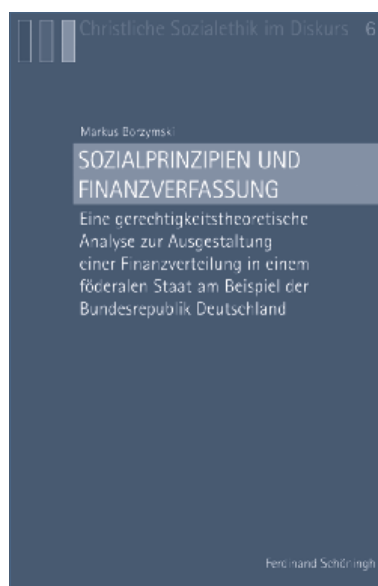 Christliche Sozialethik im Diskurs 6
Markus Borzymski
SOZIALPRINZIPIEN UND
FINANZVERFASSUNG
Eine gerechtigkeitstheoretische
Analyse zur Ausgestaltung
einer Finanzverteilung in einem
föderalen Staat am Beispiel der
Bundesrepublik Deutschland
Ferdinand Schöningh